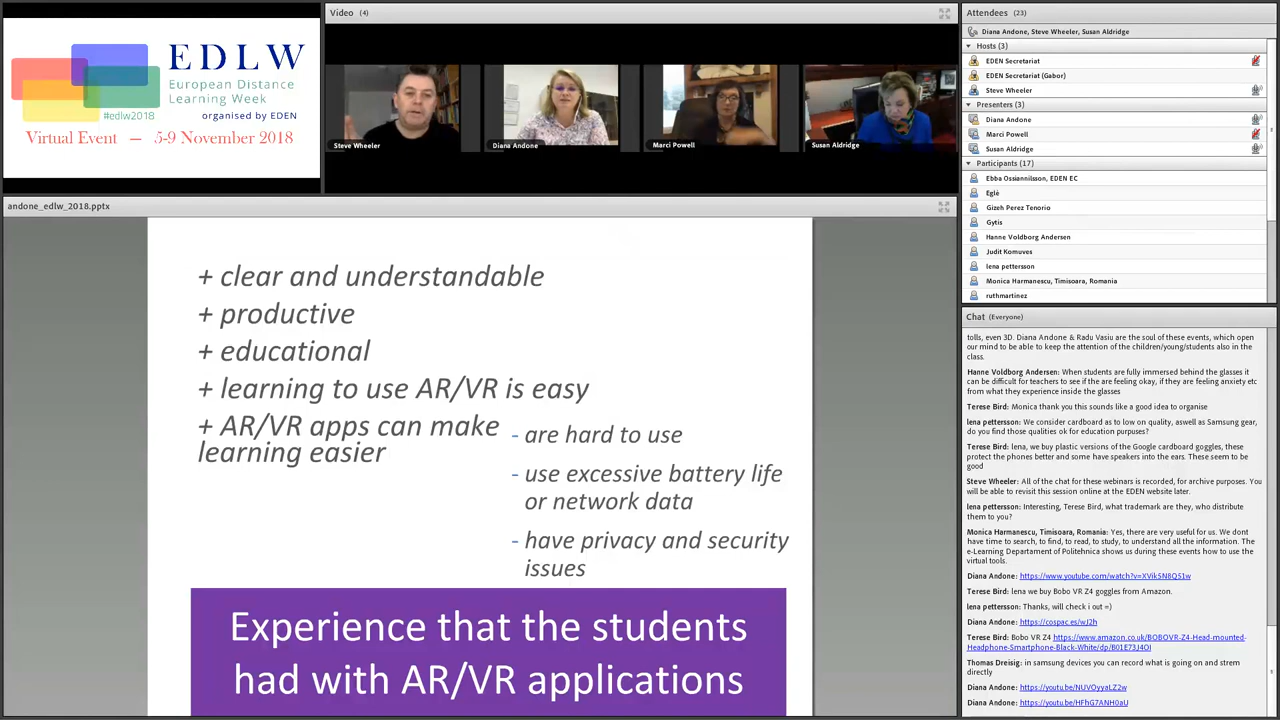 EDLW
European Distance
Learning Week
#edlw2018
organised by EDEN
Virtual Event — 5-9 November 2018
Video (4)
Steve Wheeler
Diana Andone
Marci Powell
Susan Aldridge
andone_edlw_2018.pptx
+ clear and understandable
+ productive
+ educational
+ learning to use AR/VR is easy
+ AR/VR apps can make
learning easier
- are hard to use
- use excessive battery life
or network data
- have privacy and security
issues
Experience that the students
had with AR/VR applications
Attendees (23)
Diana Andone, Steve Wheeler, Susan Aldridge
Hosts (3)
EDEN Secretariat
EDEN Secretariat (Gabor)
Steve Wheeler
Presenters (3)
Diana Andone
Marci Powell
Susan Aldridge
Participants (17)
Ebba Ossiannilsson, EDEN EC
Eglė
Gizeh Perez Tenorio
Gytis
Hanne Voldborg Andersen
Judit Komuves
lena pettersson
Monica Harmanescu, Timisoara, Romania
ruthmartinez
Chat (Everyone)
tolls, even 3D. Diana Andone & Radu Vasiu are the soul of these events, which open
our mind to be able to keep the attention of the children/young/students also in the
class.
Hanne Voldborg Andersen: When students are fully immersed behind the glasses it
can be difficult for teachers to see if the are feeling okay, if they are feeling anxiety etc
from what they experience inside the glasses
Terese Bird: Monica thank you this sounds like a good idea to organise
lena pettersson: We consider cardboard as to low on quality, aswell as Samsung gear,
do you find those qualities ok for education purposes?
Terese Bird: lena, we buy plastic versions of the Google cardboard goggles, these
protect the phones better and some have speakers into the ears. These seem to be
good
Steve Wheeler: All of the chat for these webinars is recorded, for archive purposes. You
will be able to revisit this session online at the EDEN website later.
lena pettersson: Interesting, Terese Bird, what trademark are they, who distribute
them to you?
Monica Harmanescu, Timisoara, Romania: Yes, there are very useful for us. We dont
have time to search, to find, to read, to study, to understand all the information. The
e-Learning Departament of Politehnica shows us during these events how to use the
virtual tools.
Diana Andone: https://www.youtube.com/watch?v=XVik5N8Q51w
Terese Bird: lena we buy Bobo VR Z4 goggles from Amazon.
lena pettersson: Thanks, will check i out =)
Diana Andone: https://cospac.es/wJ2h
Terese Bird: Bobo VR Z4 https://www.amazon.co.uk/BOBOVR-Z4-Head-mounted-
Headphone-Smartphone-Black-White/dp/B01E73J4OI
Thomas Dreisig: in samsung devices you can record what is going on and strem
directly
Diana Andone: https://youtu.be/NUVOyyaLZ2w
Diana Andone: https://youtu.be/HFhG7ANH0aU